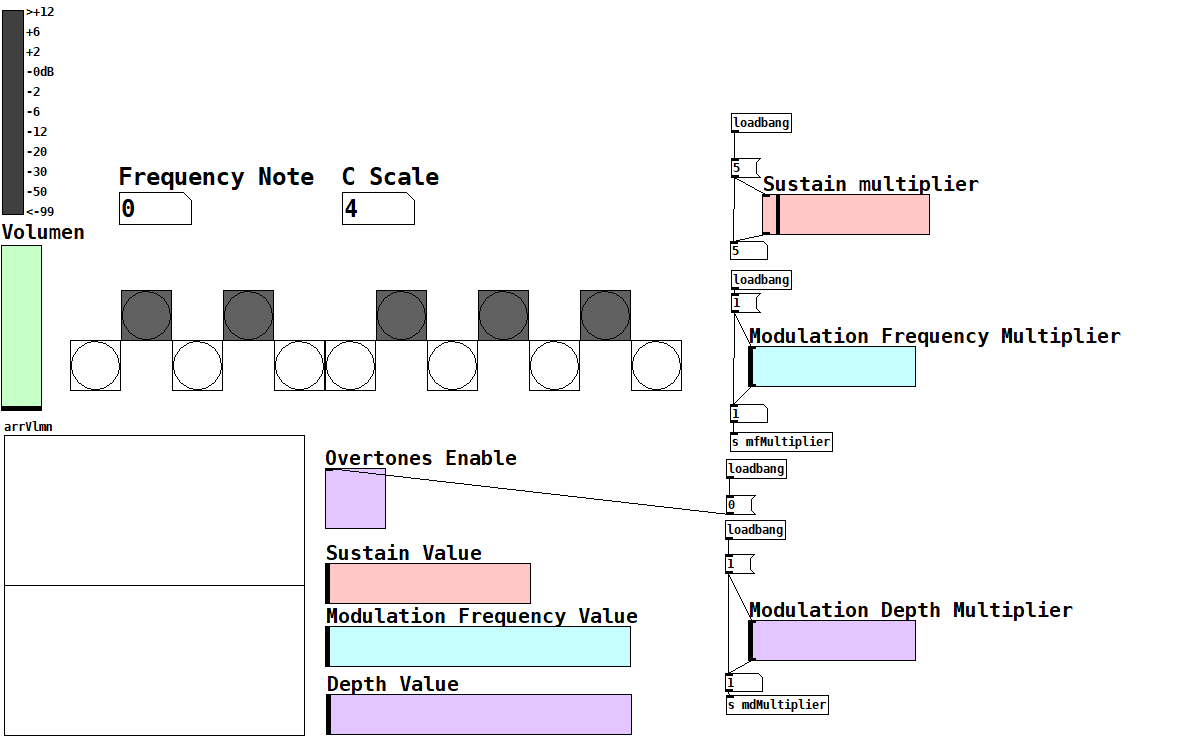 >+12
+6
+2
-0dB
-2
-6
-12
-20
-30
-50
<-99
Volumen
Frequency Note
0
C Scale
4
arrVlmn
Overtones Enable
Sustain Value
Modulation Frequency Value
Depth Value
loadbang
5
Sustain multiplier
5
loadbang
1
Modulation Frequency Multiplier
1
s mfMultiplier
loadbang
0
loadbang
1
Modulation Depth Multiplier
1
s mdMultiplier